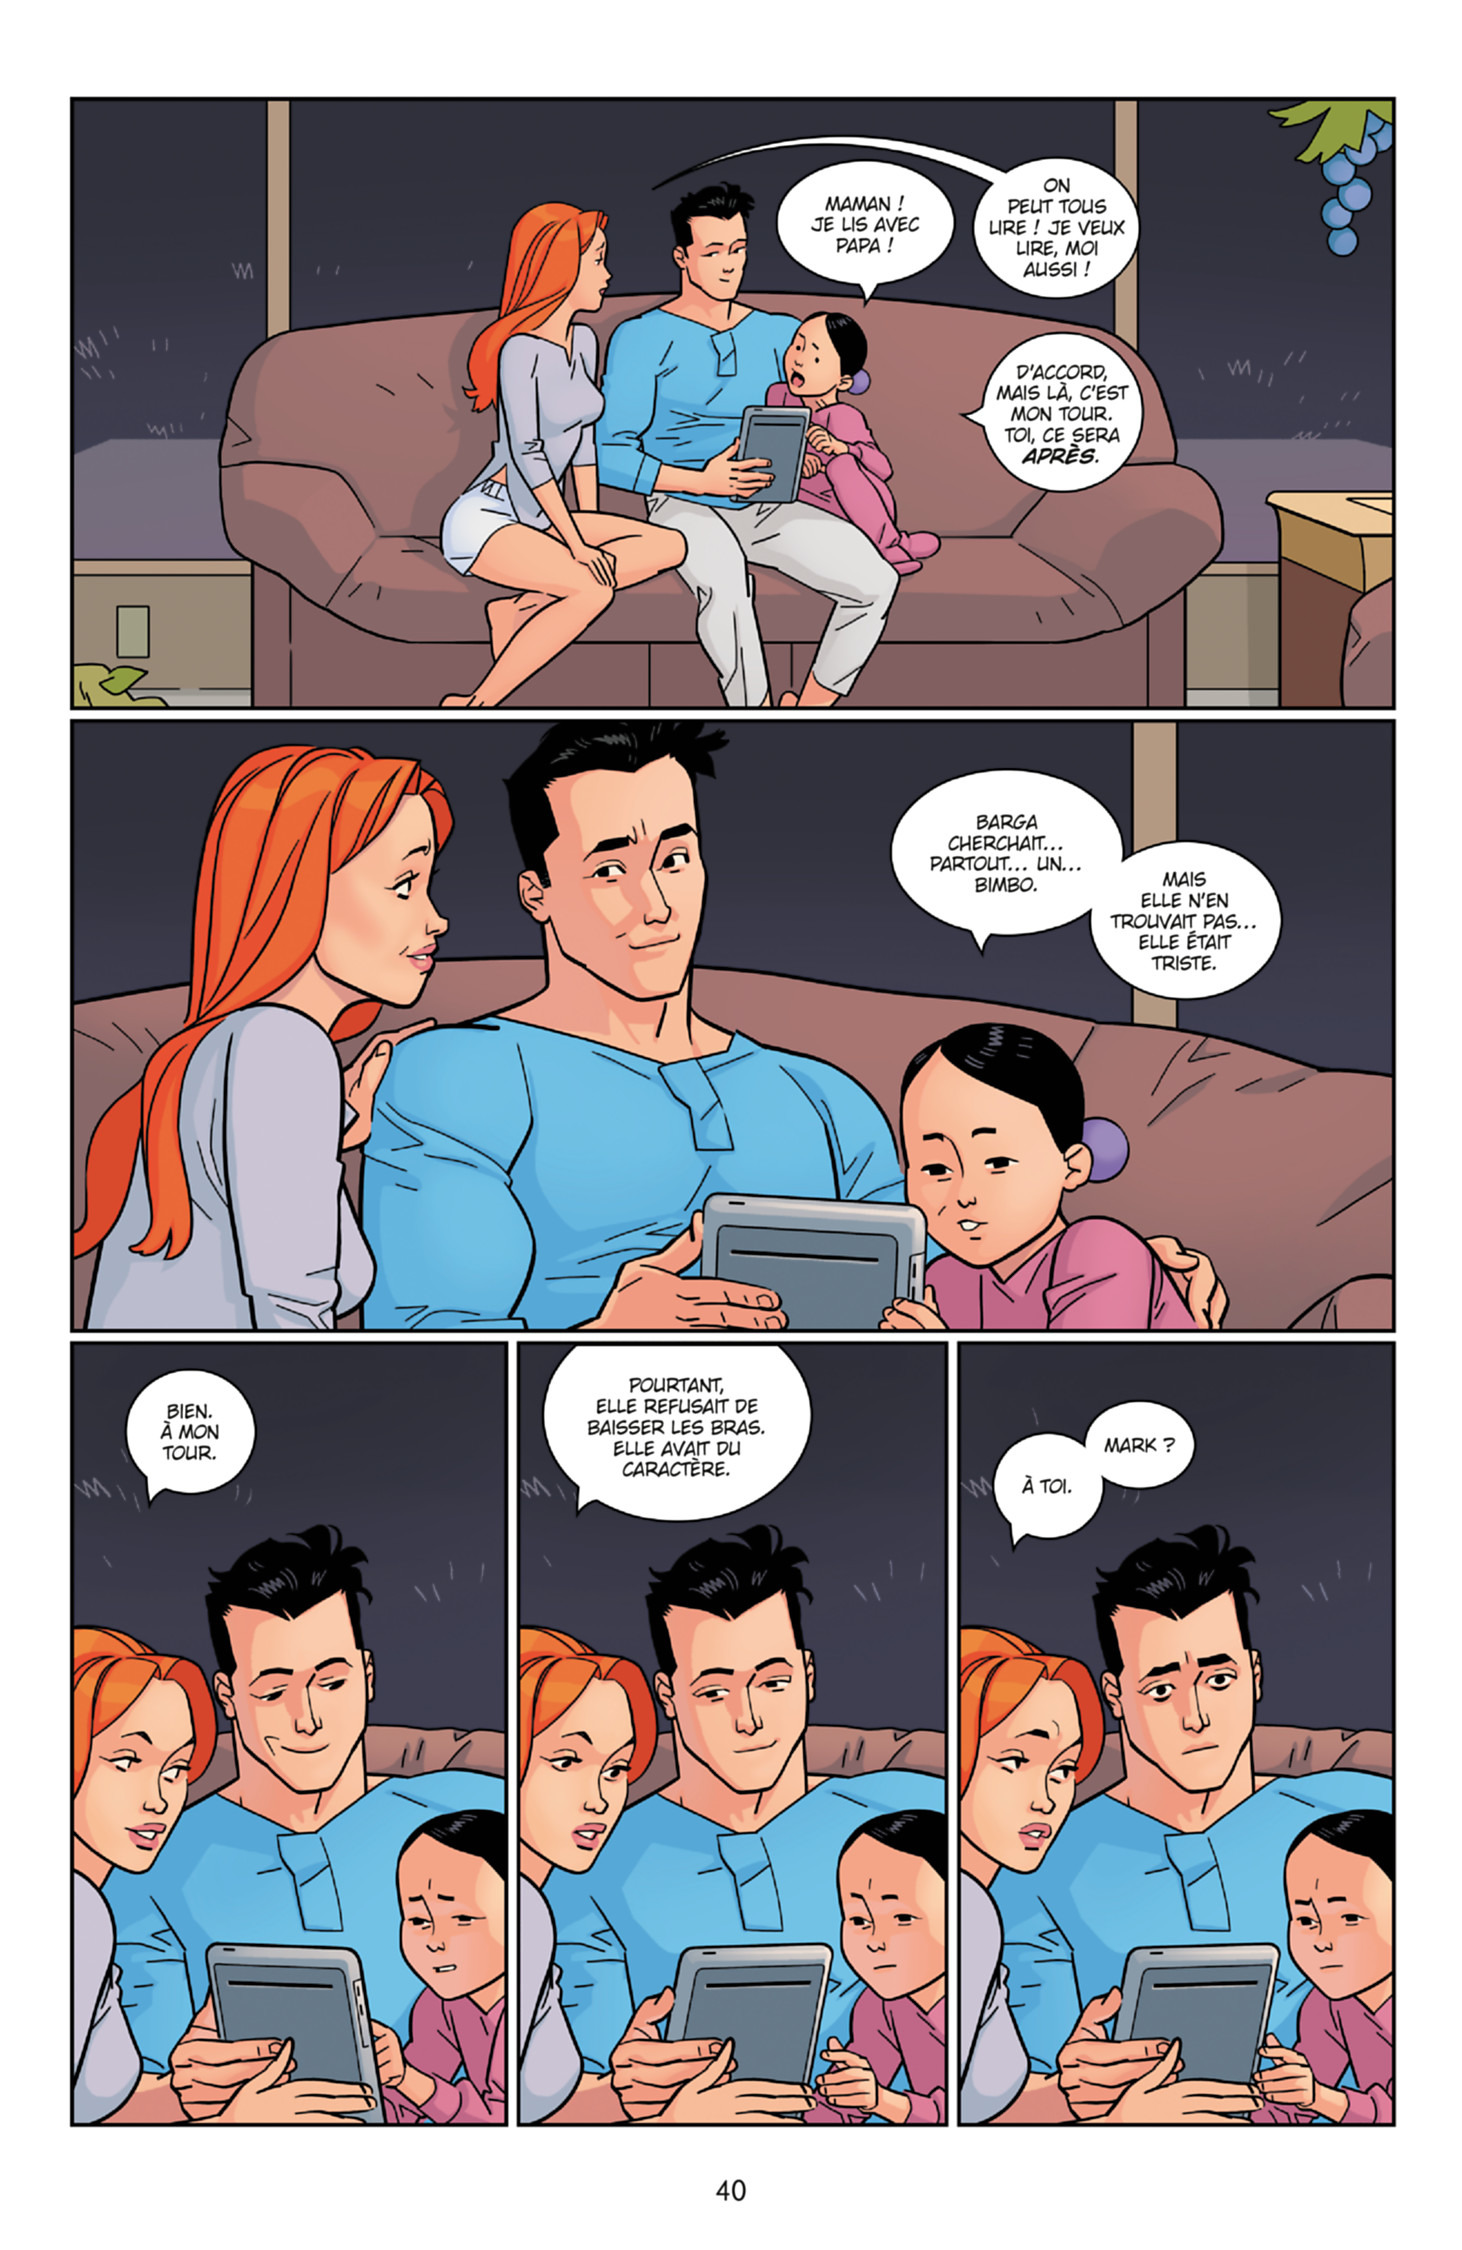 MAMAN !
JE LIS AVEC
PAPA !
ON
PEUT TOUS
LIRE ! JE VEUX
LIRE, MOI
AUSSI !
D'ACCORD,
MAIS LÀ, C'EST
MON TOUR.
TOI, CE SERA
APRÈS.
BARGA
CHERCHAIT...
PARTOUT... UN...
BIMBO.
MAIS
ELLE N'EN
TROUVAIT PAS...
ELLE ÉTAIT
TRISTE.
BIEN.
À MON
TOUR.
POURTANT,
ELLE REFUSAIT DE
BAISSER LES BRAS.
ELLE AVAIT DU
CARACTÈRE.
À TOI.
MARK ?
40